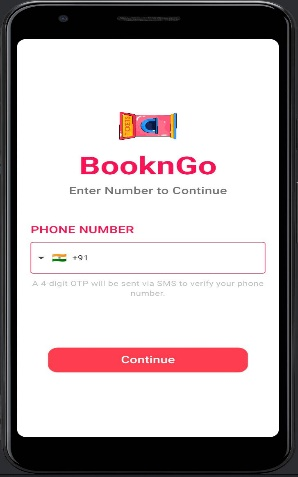 BooknGo
Enter Number to Continue
PHONE NUMBER
+91
A 4 digit OTP will be sent via SMS to verify your phone
number.
Continue